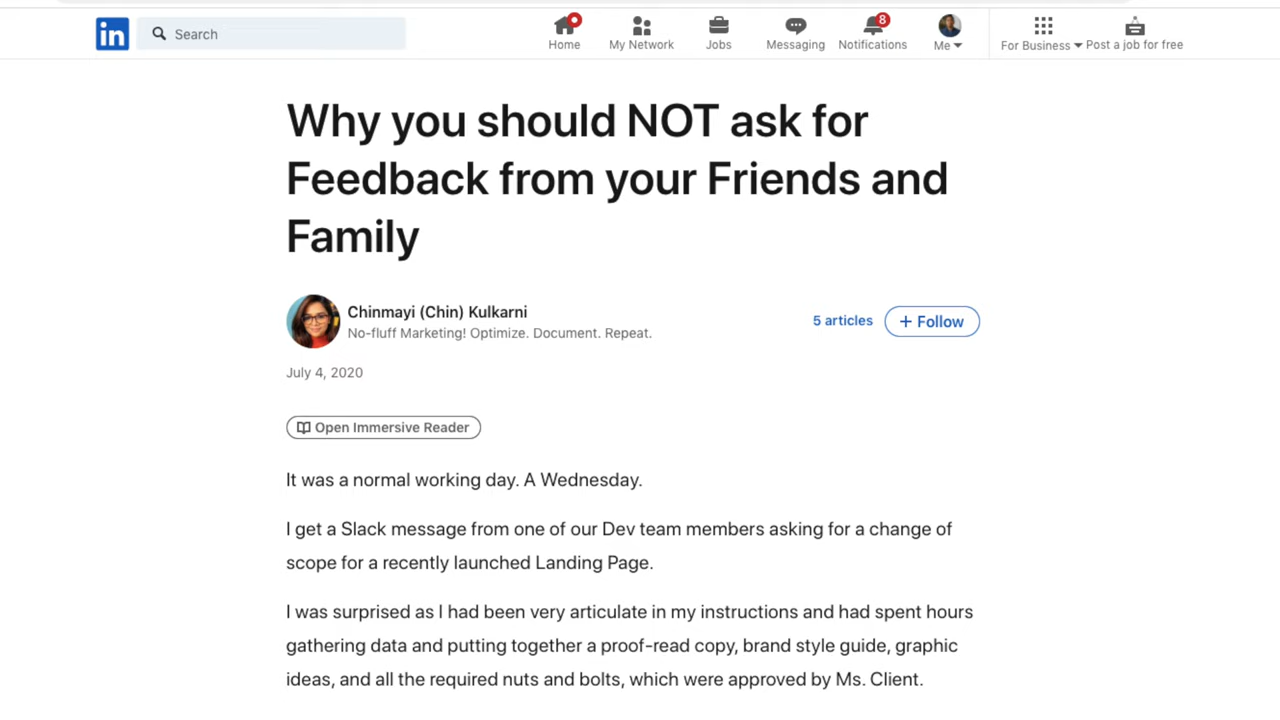 in
Search
Home
My Network
Jobs
Messaging
8
Notifications
Me
For Business
Post a job for free
Why you should NOT ask for
Feedback from your Friends and
Family
Chinmayi (Chin) Kulkarni
No-fluff Marketing! Optimize. Document. Repeat.
5 articles
+ Follow
July 4, 2020
Open Immersive Reader
It was a normal working day. A Wednesday.
I get a Slack message from one of our Dev team members asking for a change of
scope for a recently launched Landing Page.
I was surprised as I had been very articulate in my instructions and had spent hours
gathering data and putting together a proof-read copy, brand style guide, graphic
ideas, and all the required nuts and bolts, which were approved by Ms. Client.